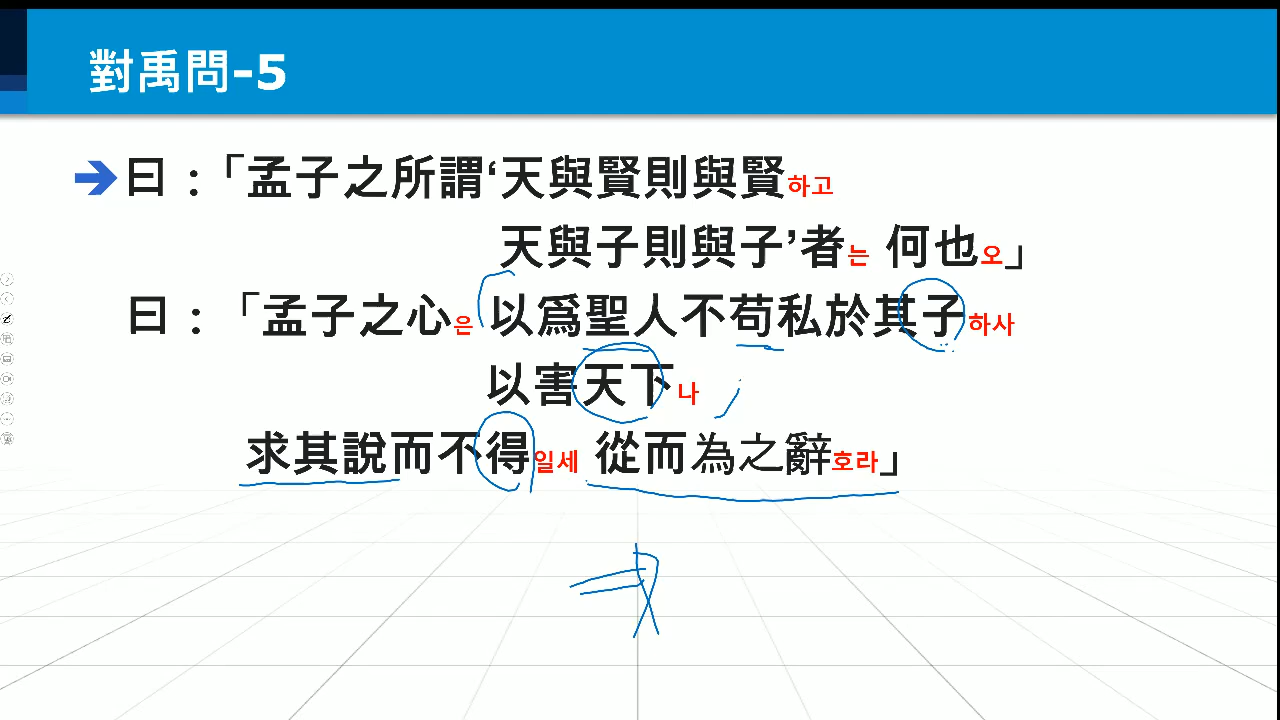 對禹問-5
曰:「孟子之所謂‘天與賢則與賢하고
天與子則與子’者는 何也오」
曰:「孟子之心은 以爲聖人不苟私於其子하사
以害天下나
求其說而不得일세 從而為之辭호라」